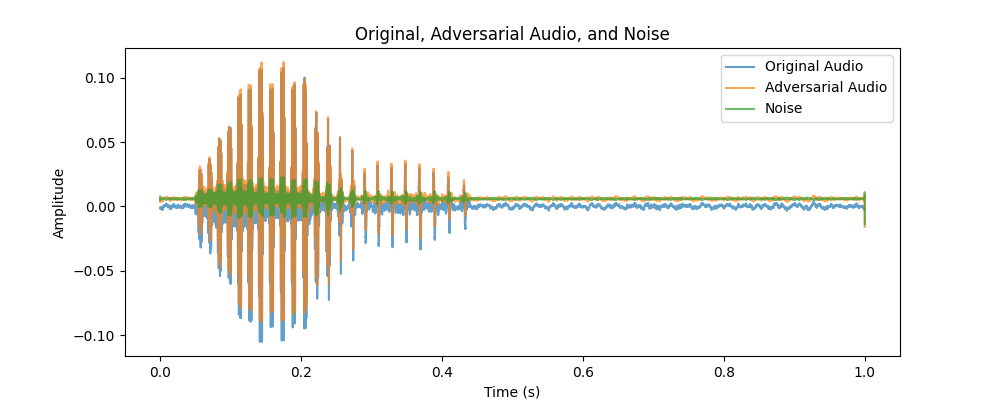 Original, Adversarial Audio, and Noise
Original Audio
Adversarial Audio
Noise
Amplitude
0.10
0.05
0.00
−0.05
−0.10
0.0
0.2
0.4
0.6
0.8
1.0
Time (s)